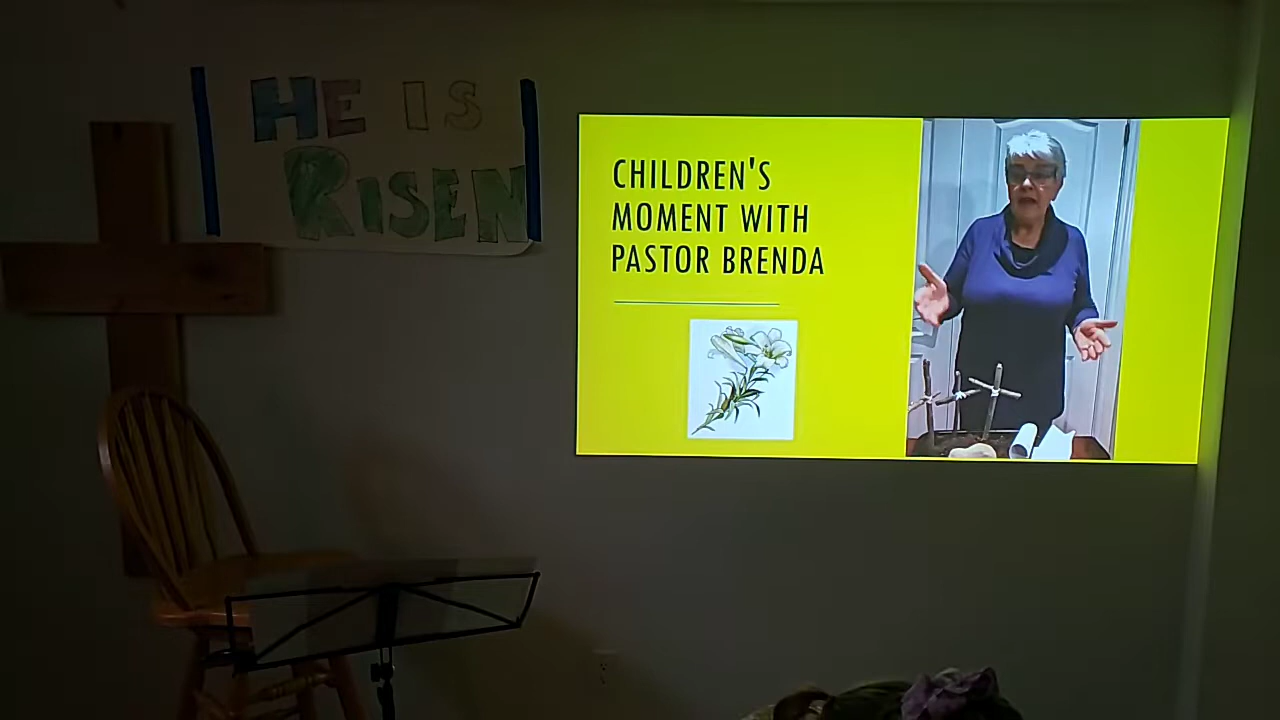 HE IS
RISEN
CHILDREN'S
MOMENT WITH
PASTOR BRENDA